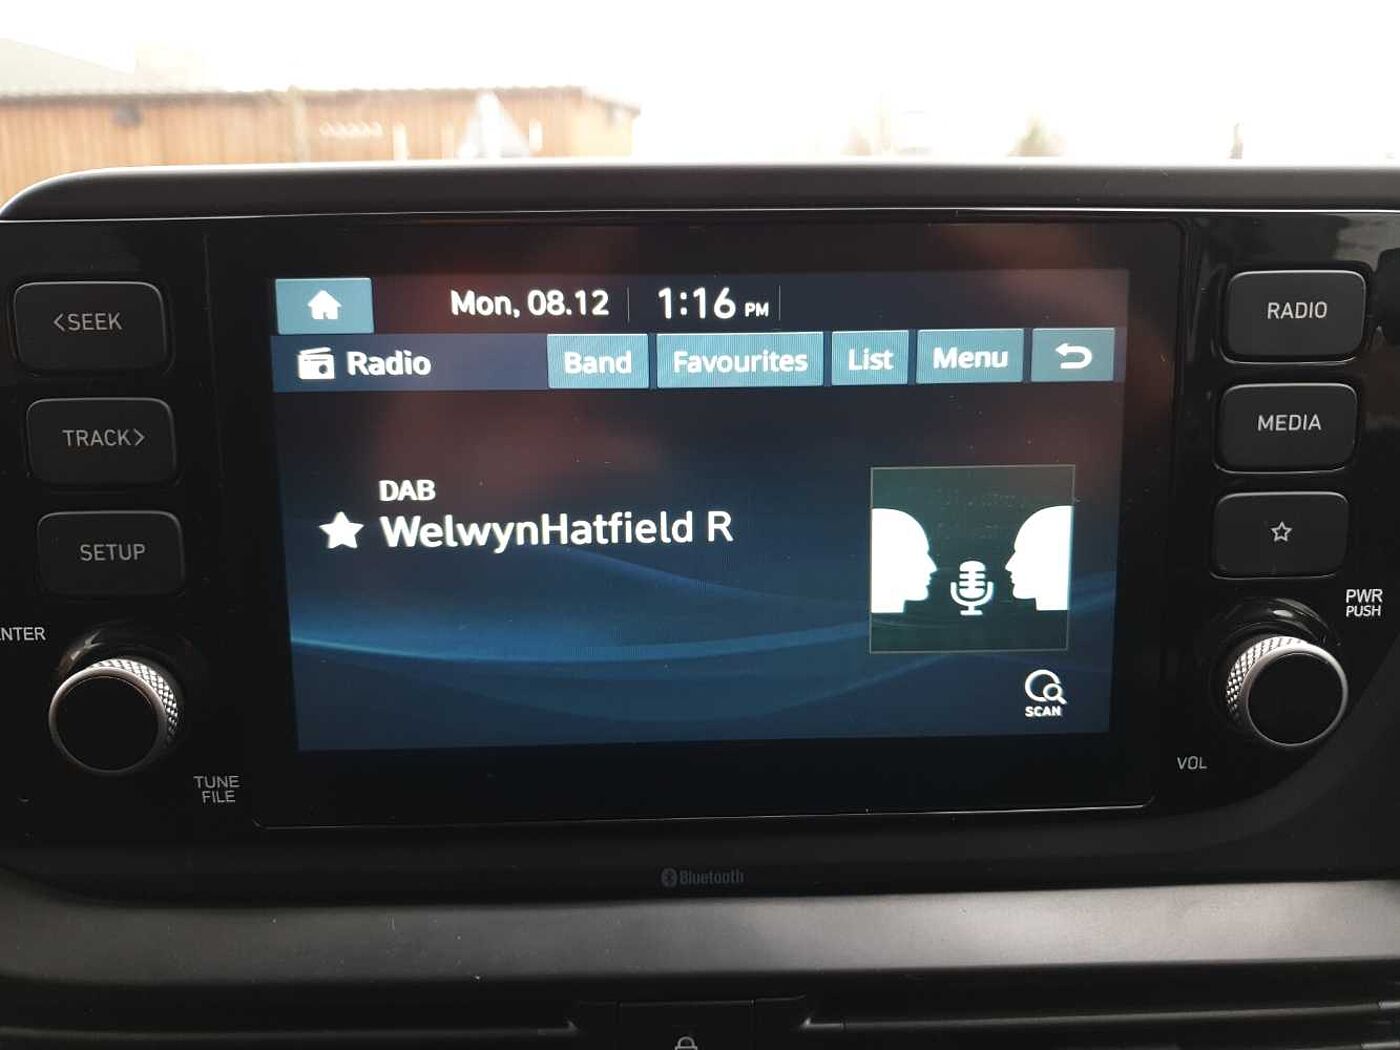 Mon, 08.12 1:16 PM
Radio Band Favourites List Menu
DAB
WelwynHatfield R
SCAN
<SEEK
TRACK>
SETUP
ENTER
TUNE
FILE
RADIO
MEDIA
PWR
PUSH
VOL
Bluetooth